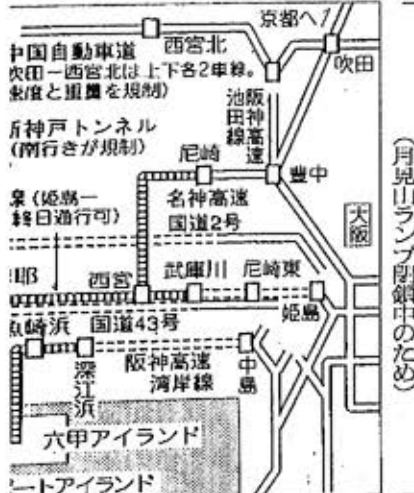 京都へ
西宮北
中国自動車道
吹田－西宮北は上下各2車線。
速度と重量を規制)
吹田
阪神高速
池田線
新神戸トンネル
(南行きが規制)
尼崎
豊中
名神高速
線(姫島－
終日通行可)
国道2号
大阪
(月見山ランプ閉鎖中のため)
西宮
武庫川
尼崎東
姫島
魚崎浜
国道43号
深江浜
阪神高速
湾岸線
中島
六甲アイランド
ートアイランド